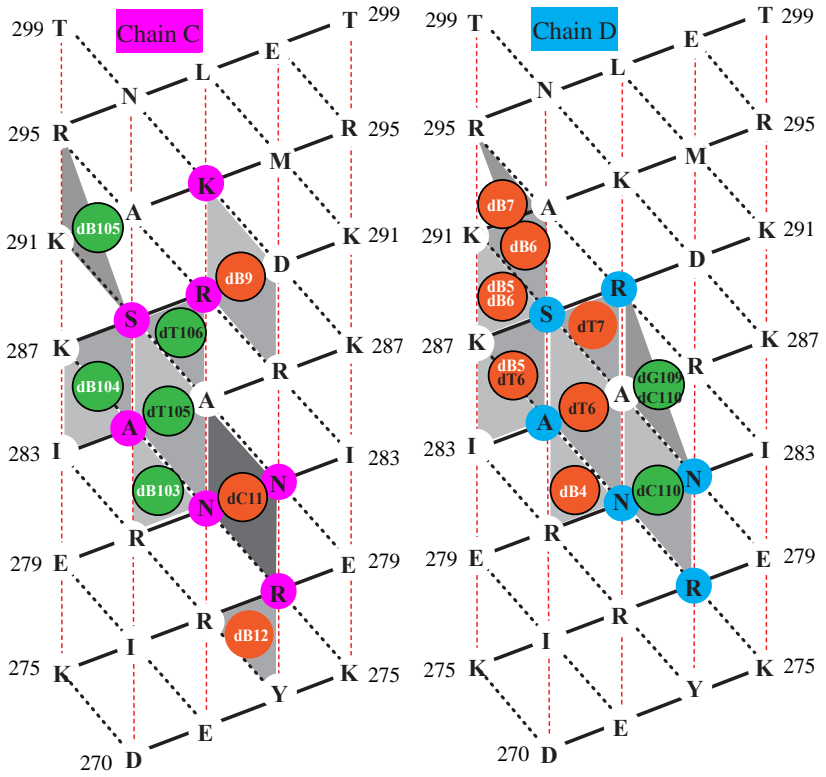 Chain C
299 T T 299
E
L
N
295 R R 295
M
K
A
291 K K 291
dB105
D
dB9
R
S
dT106
287 K K 287
R
dB104
A
dT105
A
283 I I 283
N
dB103
dC11
N
R
279 E E 279
R
R
I
dB12
275 K K 275
Y
E
270 D
Chain D
299 T T 299
E
L
N
295 R R 295
M
K
dB7
A
291 K K 291
dB6
D
dB5
dB6
R
S
dT7
287 K K 287
R
dB5
dT6
dG109
dC110
A
dT6
A
283 I I 283
N
dB4
dC110
N
R
279 E E 279
R
R
I
275 K K 275
Y
E
270 D